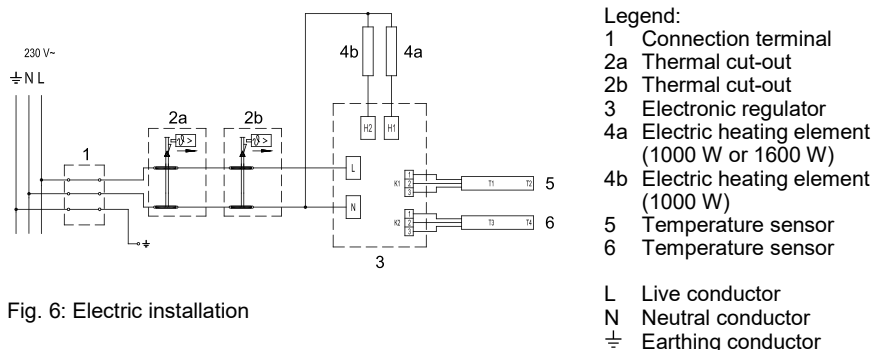 230 V~
⏚ N L
1
2a
2b
4b
4a
H2
H1
L
N
K1
1
2
3
K2
1
2
3
T1
T2
T3
T4
5
6
3
Fig. 6: Electric installation
Legend:
1 Connection terminal
2a Thermal cut-out
2b Thermal cut-out
3 Electronic regulator
4a Electric heating element
(1000 W or 1600 W)
4b Electric heating element
(1000 W)
5 Temperature sensor
6 Temperature sensor
L Live conductor
N Neutral conductor
⏚ Earthing conductor